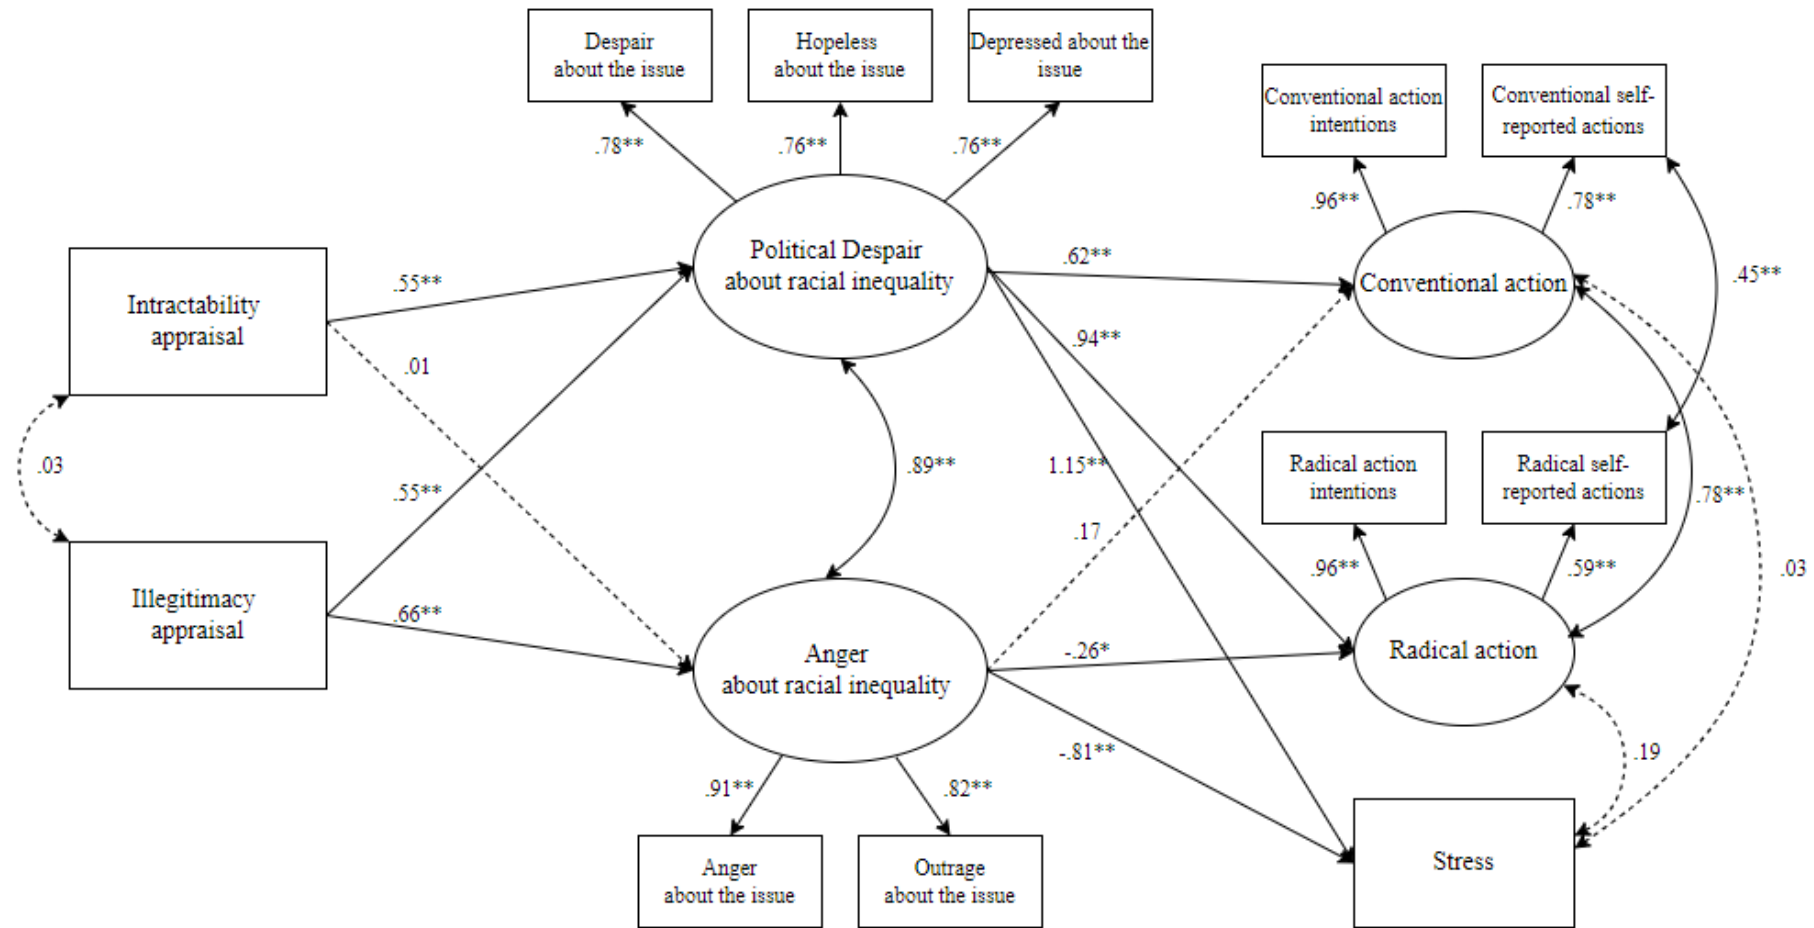 Despair
about the issue
Hopeless
about the issue
Depressed about the
issue
Conventional action
intentions
Conventional self-
reported actions
.78**
.76**
.76**
.96**
.78**
Political Despair
about racial inequality
Conventional action
Intractability
appraisal
.55**
.62**
.45**
.01
.94**
.03
.55**
.89**
1.15**
.17
Radical action
intentions
Radical self-
reported actions
.78**
.03
.96**
.59**
Illegitimacy
appraisal
.66**
Anger
about racial inequality
-.26*
Radical action
-.81**
.19
.91**
.82**
Anger
about the issue
Outrage
about the issue
Stress